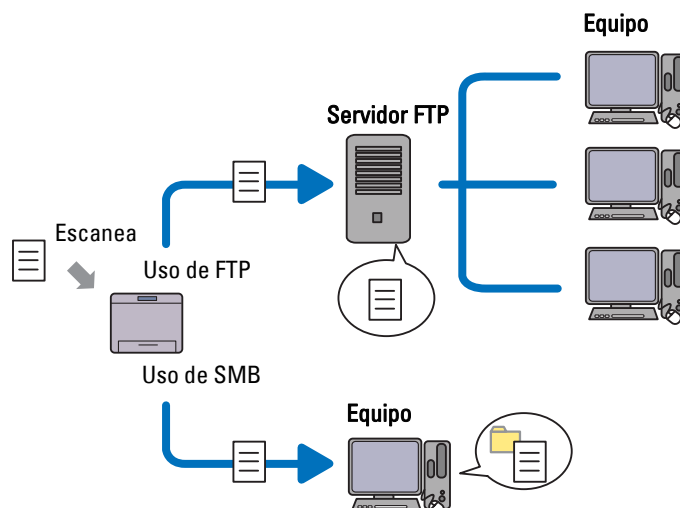 Equipo
Servidor FTP
Escanea
Uso de FTP
Uso de SMB
Equipo